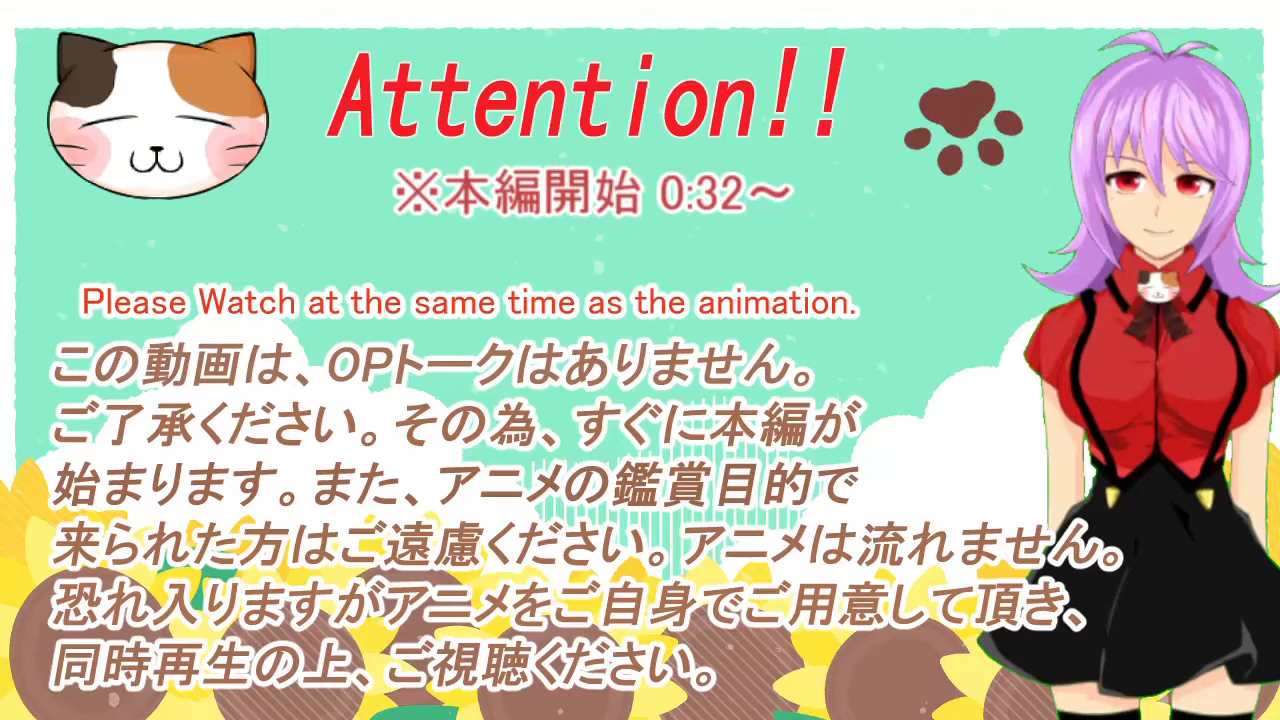 Attention!!
※本編開始 0:32～
Please Watch at the same time as the animation.
この動画は、OPトークはありません。
ご了承ください。その為、すぐに本編が
始まります。また、アニメの鑑賞目的で
来られた方はご遠慮ください。アニメは流れません。
恐れ入りますがアニメをご自身でご用意して頂き、
同時再生の上、ご視聴ください。